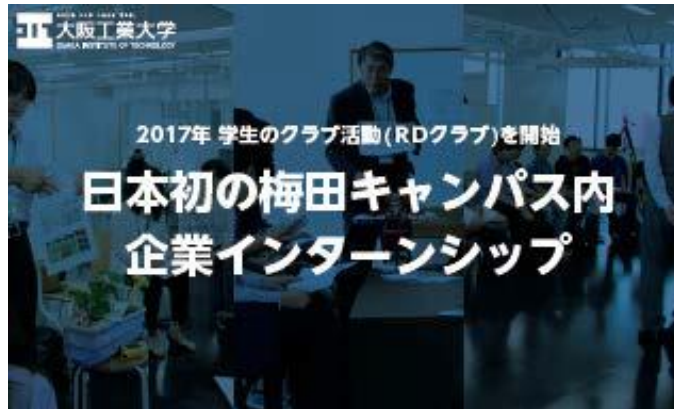 大阪工業大学
OSAKA INSTITUTE OF TECHNOLOGY
2017年 学生のクラブ活動(RDクラブ)を開始
日本初の梅田キャンパス内
企業インターンシップ